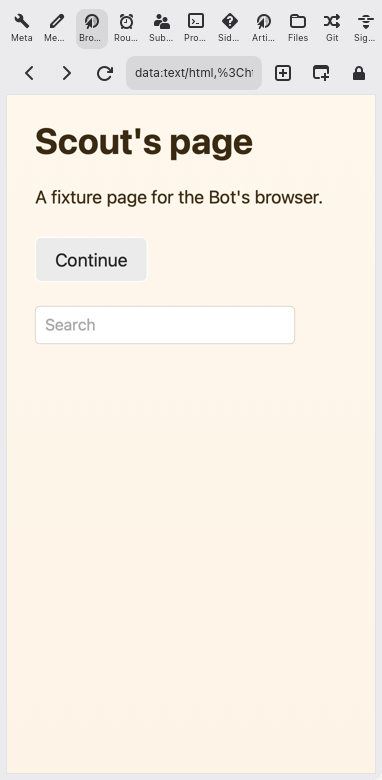 Meta
Me...
Bro...
Rou...
Sub...
Pro...
Sid...
Arti...
Files
Git
Sig...
data:text/html,%3Ch
Scout's page
A fixture page for the Bot's browser.
Continue
Search